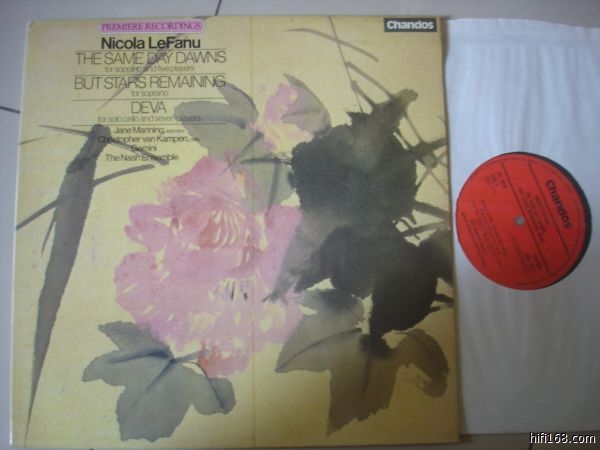 PREMIERE RECORDINGS
Chandos
Nicola LeFanu
THE SAME DAY DAWNS
for soprano and five players
BUT STARS REMAINING
for soprano
DEVA
for solo cello and seven players
Jane Manning, soprano
Christopher van Kampen, cello
Gemini
The Nash Ensemble
Chandos
hifi168.com